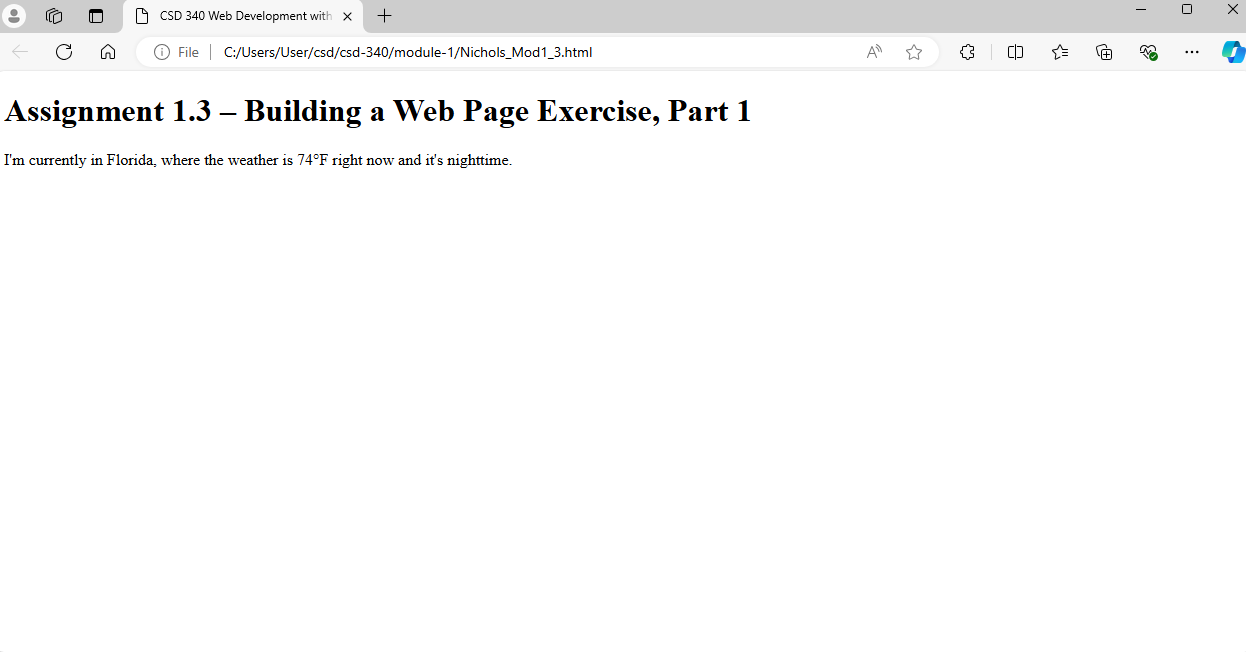 CSD 340 Web Development with
File
C:/Users/User/csd/csd-340/module-1/Nichols_Mod1_3.html
Assignment 1.3 – Building a Web Page Exercise, Part 1
I'm currently in Florida, where the weather is 74°F right now and it's nighttime.